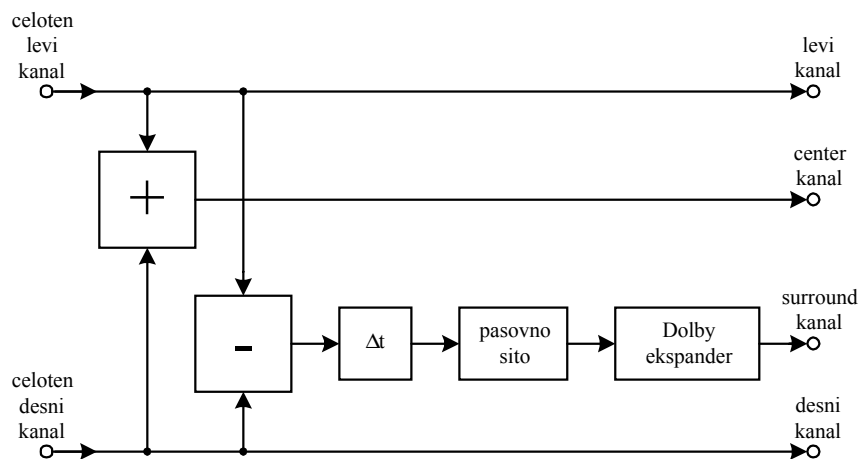 celoten
levi
kanal
levi
kanal
center
kanal
+
-
Δt
pasovno
sito
Dolby
ekspander
surround
kanal
celoten
desni
kanal
desni
kanal